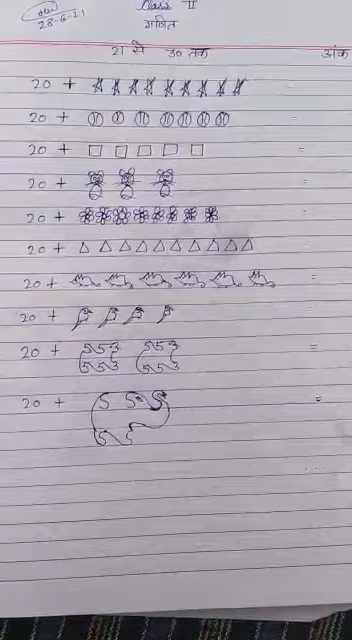 28-6-21
Class II
गणित
21 से 30 तक अंक
20 + =
20 + =
20 + =
20 + =
20 + =
20 +
20 + =
20 +
20 + =
20 + =